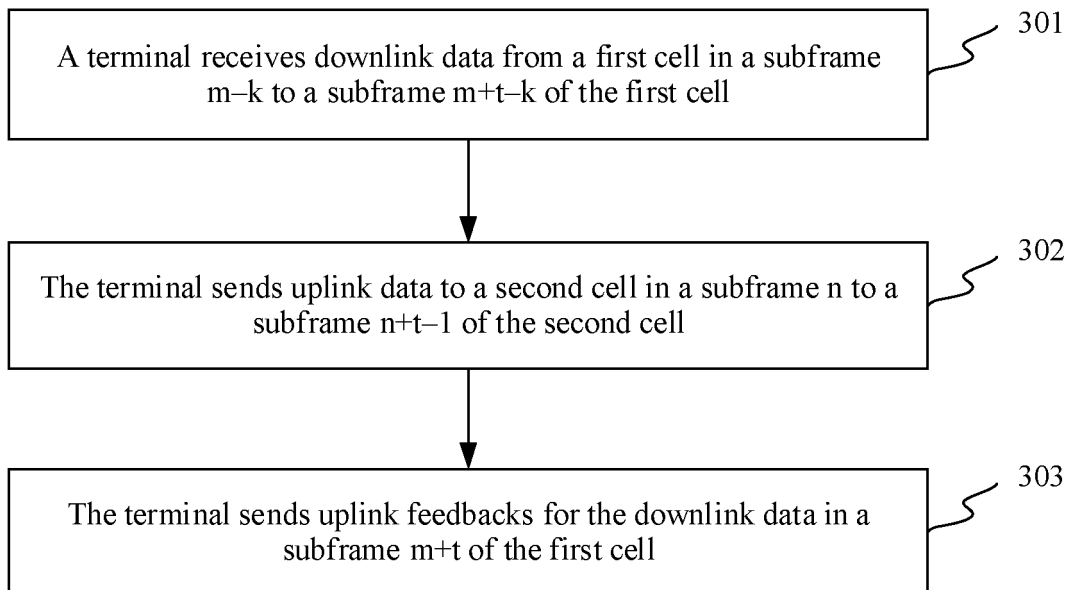 301
A terminal receives downlink data from a first cell in a subframe
m–k to a subframe m+t–k of the first cell
302
The terminal sends uplink data to a second cell in a subframe n to a
subframe n+t–1 of the second cell
303
The terminal sends uplink feedbacks for the downlink data in a
subframe m+t of the first cell